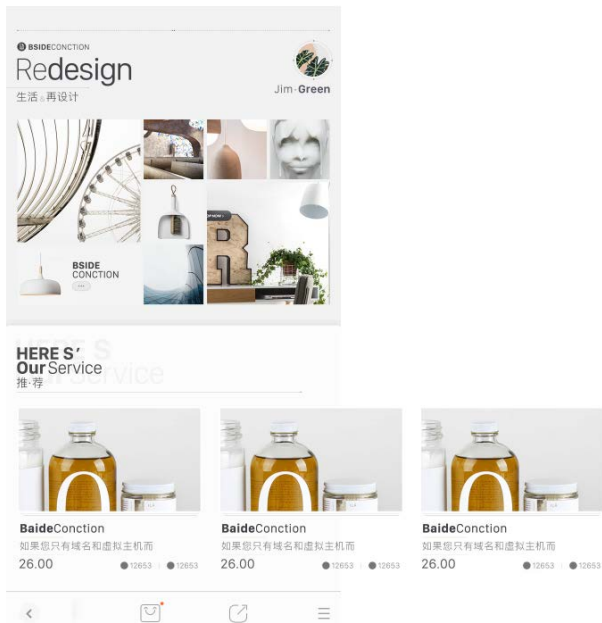 BSIDECONCTION
Redesign
生活&再设计
Jim·Green
BSIDE
CONCTION
R
HERE S'
Our Service
推·荐
BaideConction
如果您只有域名和虚拟主机而
26.00
12653
12653
BaideConction
如果您只有域名和虚拟主机而
26.00
12653
12653
BaideConction
如果您只有域名和虚拟主机而
26.00
12653
12653